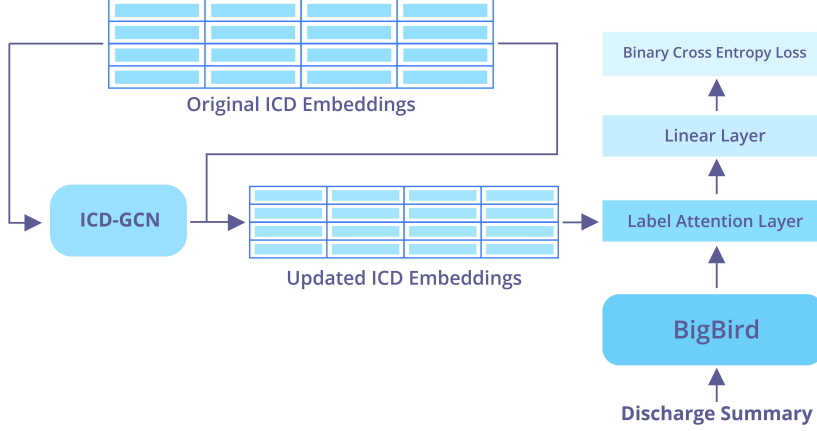 Original ICD Embeddings
ICD-GCN
Updated ICD Embeddings
Binary Cross Entropy Loss
Linear Layer
Label Attention Layer
BigBird
Discharge Summary